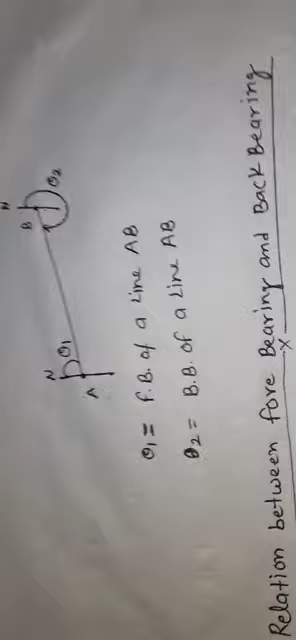 N
B
θ2
N
θ1
A
θ1 = F.B. of a Line AB
θ2 = B.B. of a Line AB
Relation between fore Bearing and Back Bearing
X